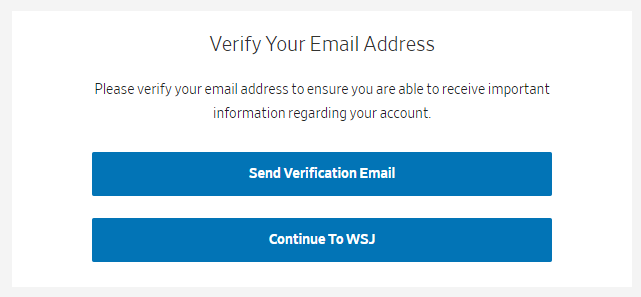 Verify Your Email Address
Please verify your email address to ensure you are able to receive important
information regarding your account.
Send Verification Email
Continue To WSJ